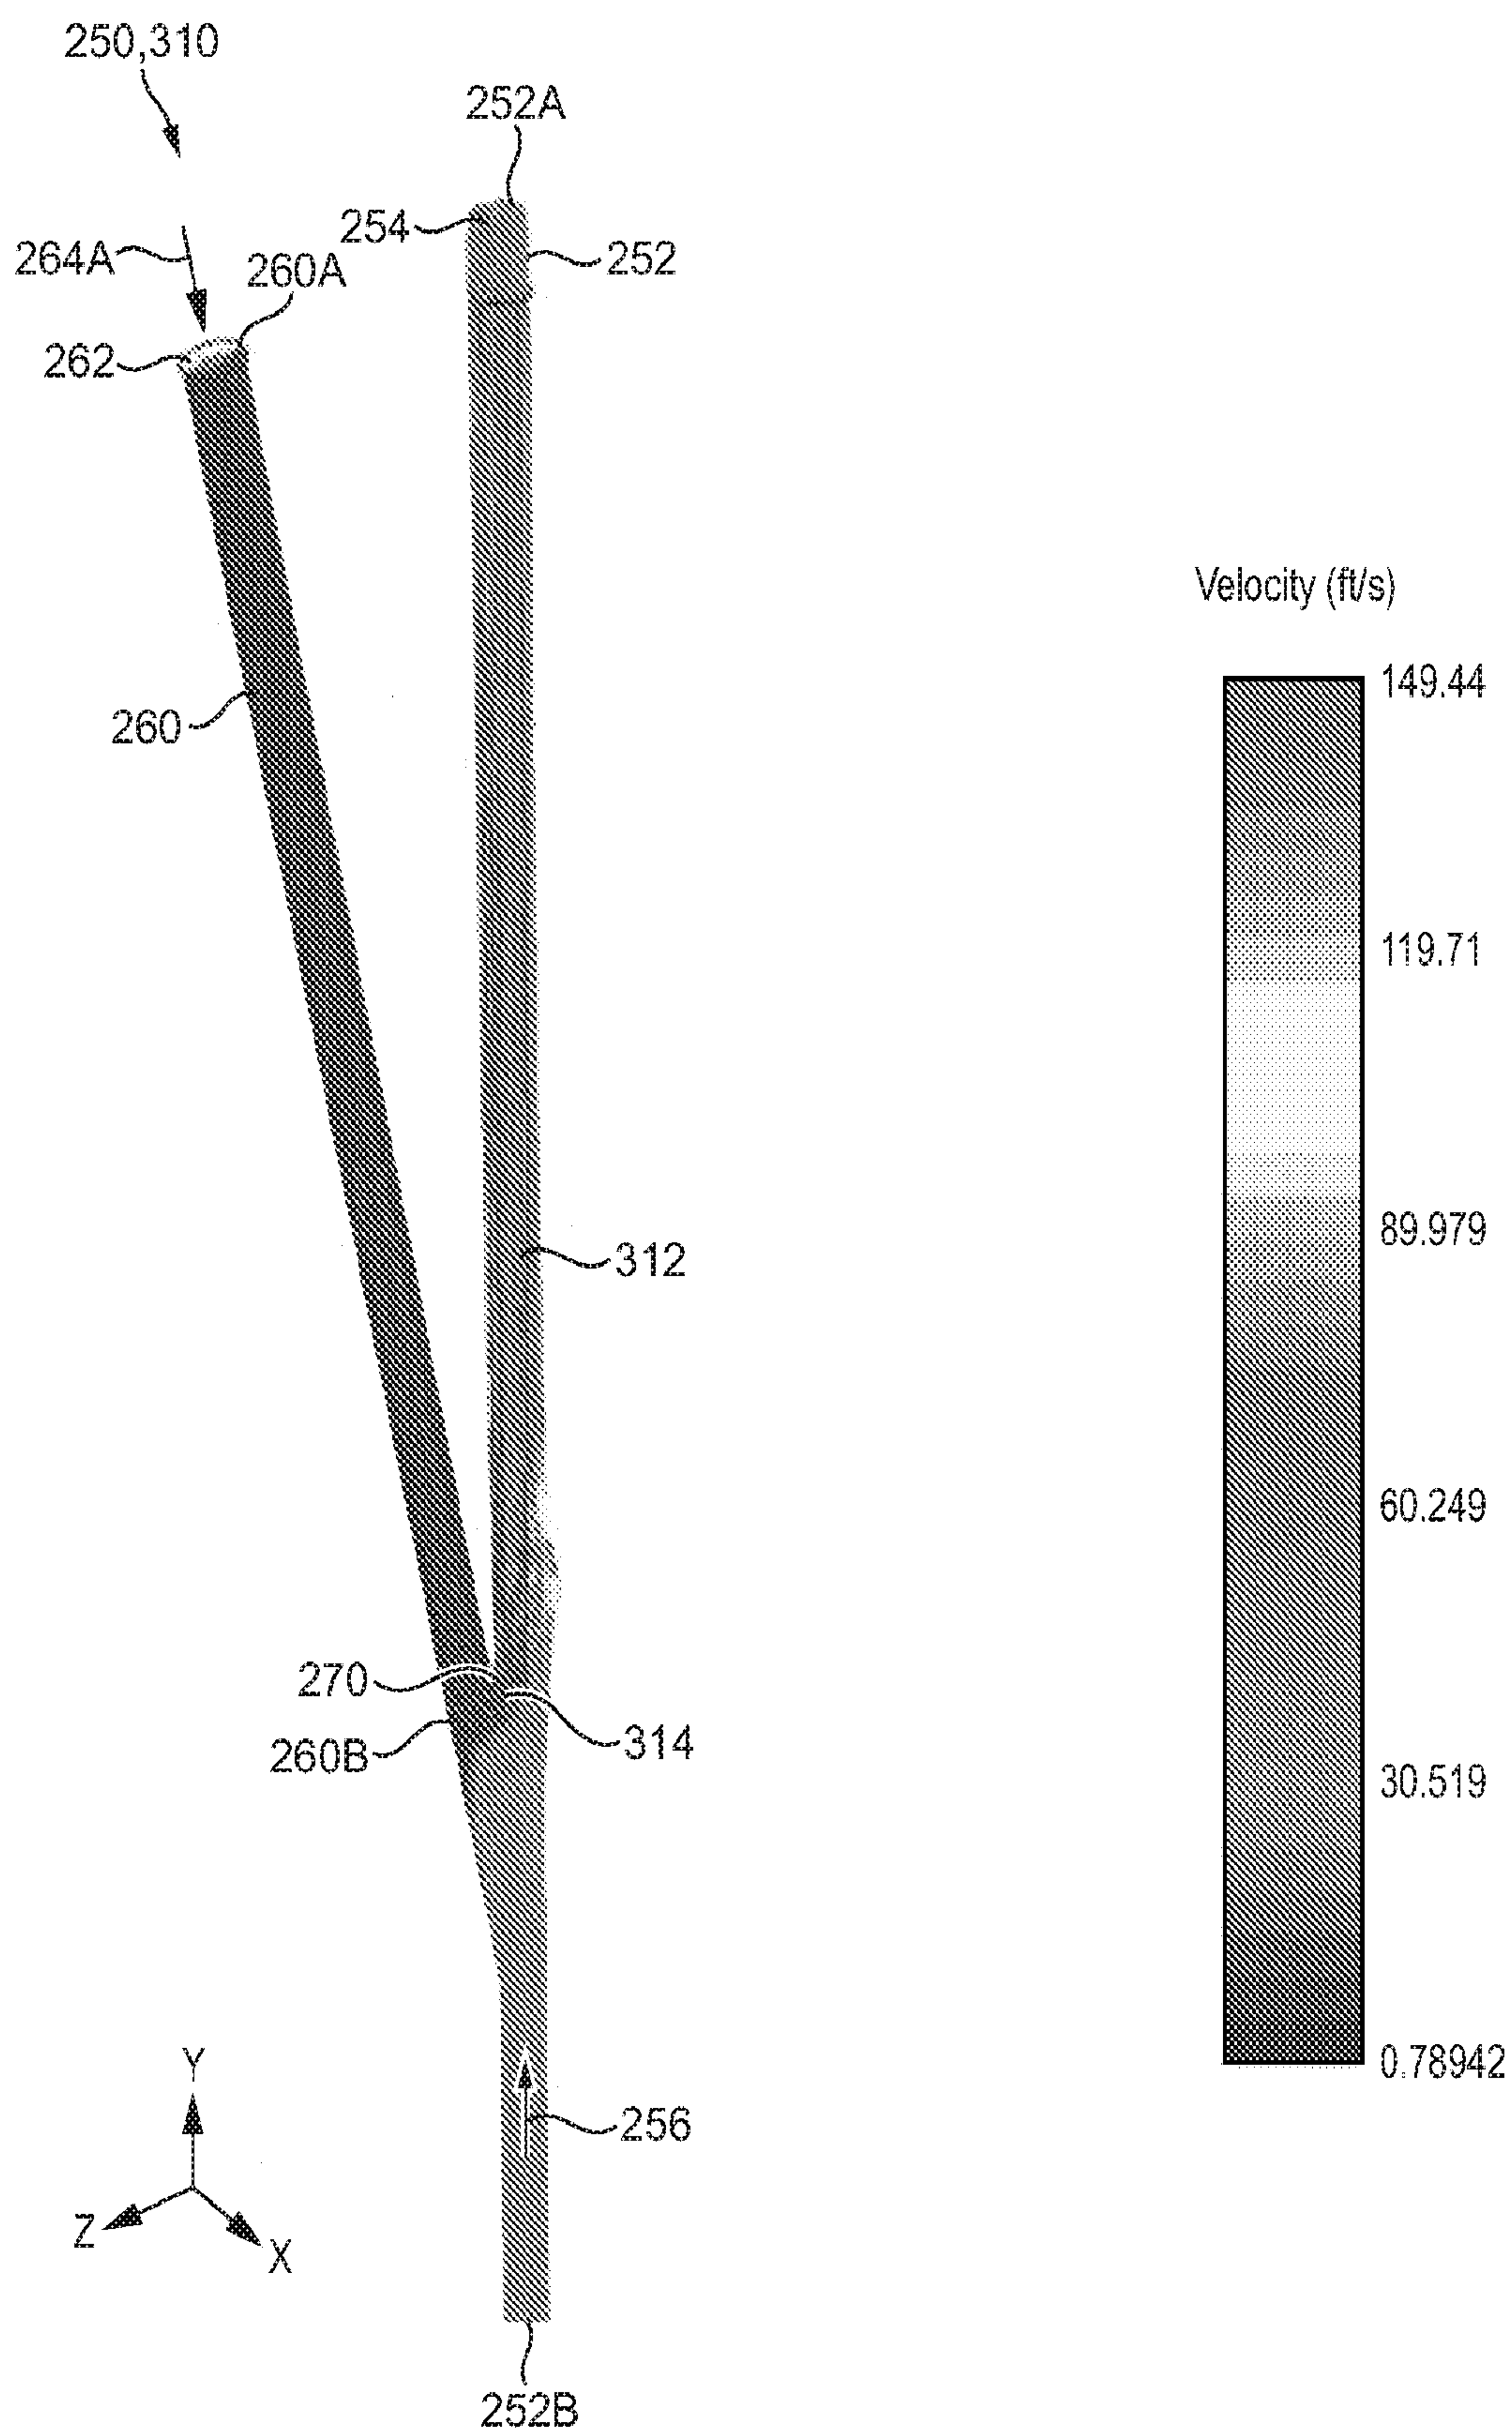 250,310
252A
254
264A
252
260A
262
Velocity (ft/s)
149.44
260
119.71
89.979
312
60.249
270
314
260B
30.519
0.78942
Y
256
Z
X
252B